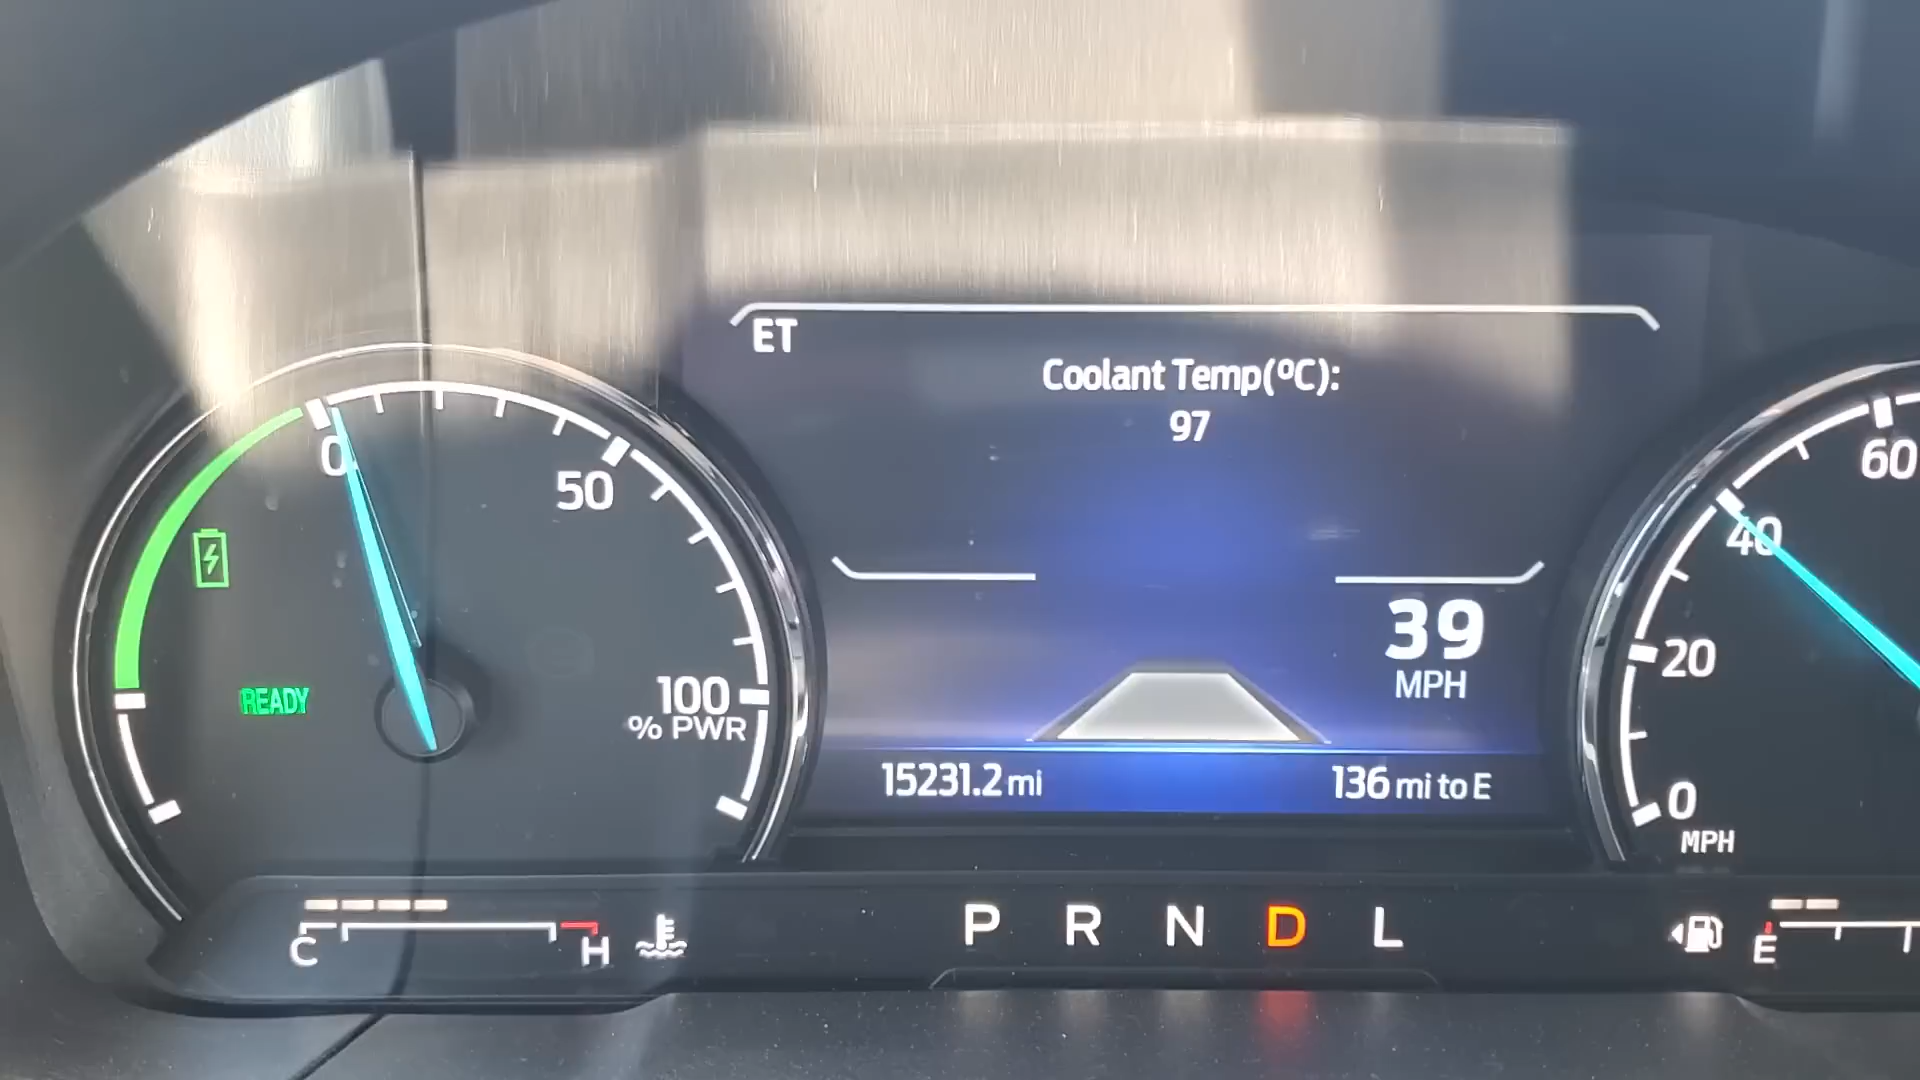 ET
Coolant Temp(ºC):
97
0
50
100
% PWR
READY
39
MPH
15231.2 mi
136 mi to E
60
40
20
0
MPH
C
H
P R N D L
E